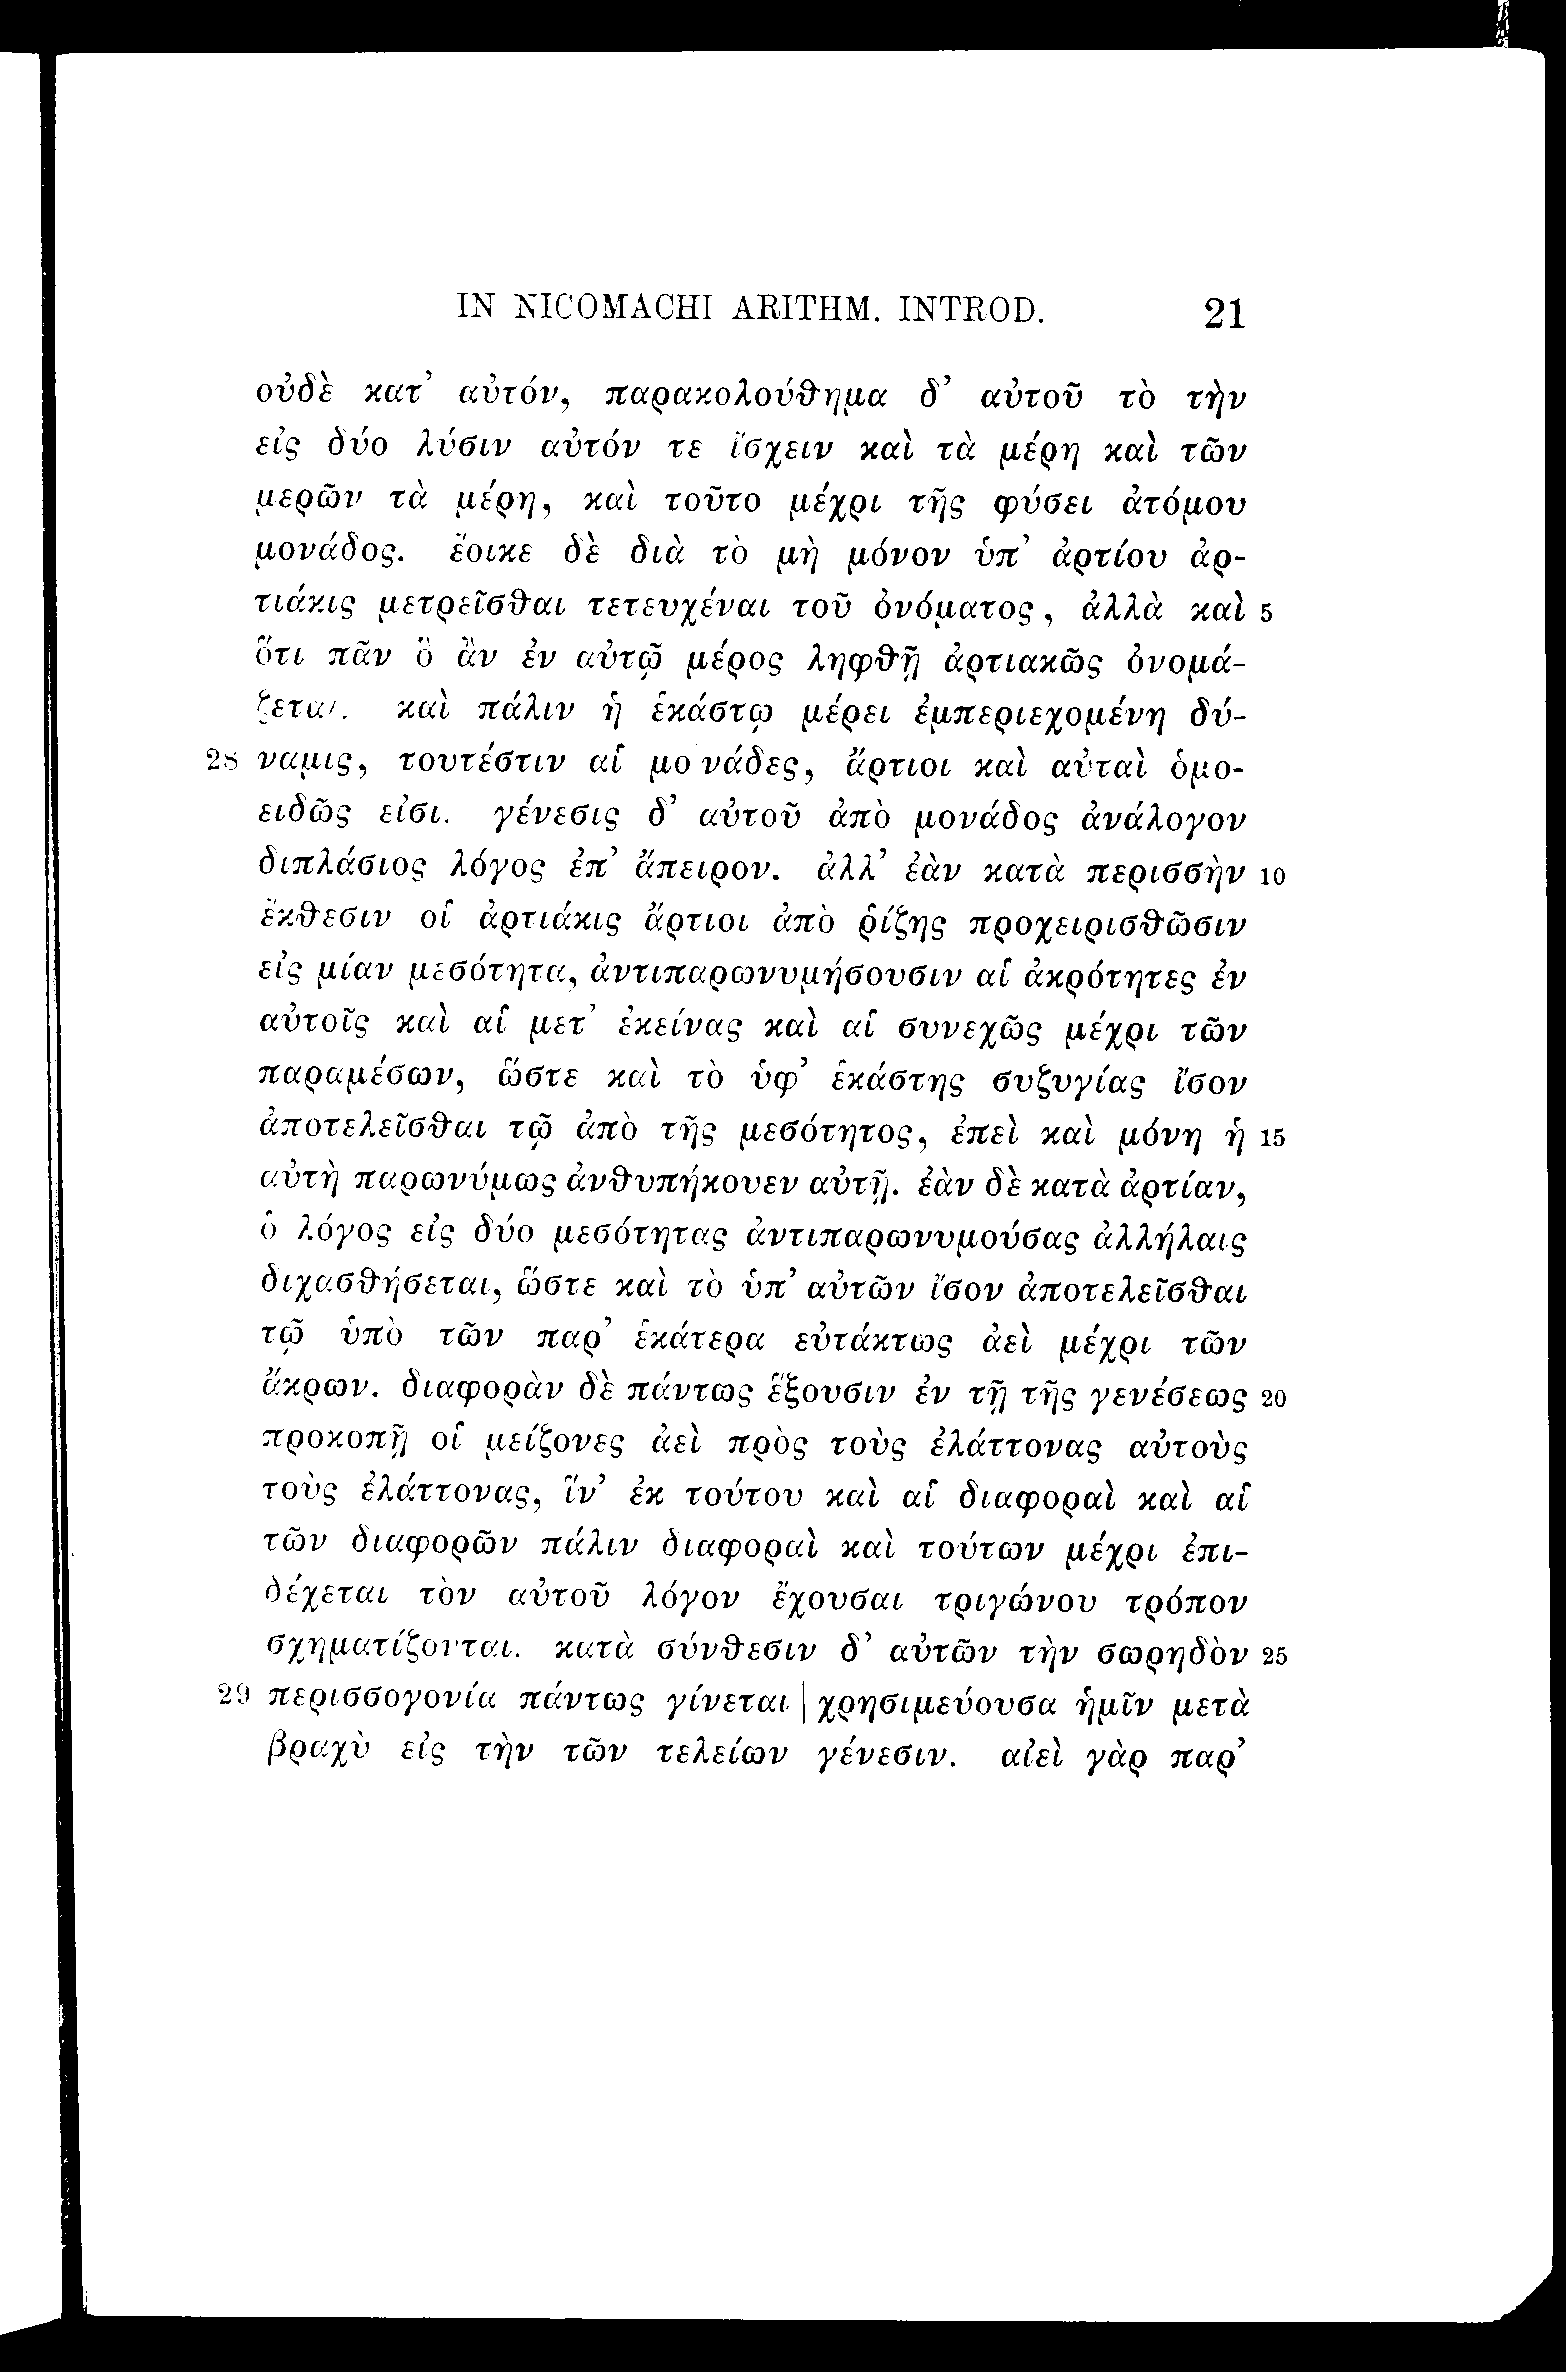 IN NICOMACHI ARITHM. INTROD. 21
οὐδὲ κατ’ αὐτόν, παρακολούϑημα δ’ αὐτοῦ τὸ τὴν
εἰς δύο λύσιν αὐτόν τε ἴσχειν καὶ τὰ μέρη καὶ τῶν
μερῶν τὰ μέρη, καὶ τοῦτο μέχρι τῆς φύσει ἀτόμου
μονάδος. ἔοικε δὲ διὰ τὸ μὴ μόνον ὑπ’ ἀρτίου ἀρ-
τιάκις μετρεῖσϑαι τετευχέναι τοῦ ὀνόματος, ἀλλὰ καὶ 5
ὅτι πᾶν ὃ ἂν ἐν αὐτῷ μέρος ληφϑῇ ἀρτιακῶς ὀνομά-
ζεται. καὶ πάλιν ἡ ἑκάστῳ μέρει ἐμπεριεχομένη δύ-
28 ναμις, τουτέστιν αἱ μονάδες, ἄρτιοι καὶ αὐταὶ ὁμο-
ειδῶς εἰσι. γένεσις δ’ αὐτοῦ ἀπὸ μονάδος ἀνάλογον
διπλάσιος λόγος ἐπ’ ἄπειρον. ἀλλ’ ἐὰν κατὰ περισσὴν 10
ἔκϑεσιν οἱ ἀρτιάκις ἄρτιοι ἀπὸ ῥίζης προχειρισϑῶσιν
εἰς μίαν μεσότητα, ἀντιπαρωνυμήσουσιν αἱ ἀκρότητες ἐν
αὐτοῖς καὶ αἱ μετ’ ἐκείνας καὶ αἱ συνεχῶς μέχρι τῶν
παραμέσων, ὥστε καὶ τὸ ὑφ’ ἑκάστης συζυγίας ἴσον
ἀποτελεῖσϑαι τῷ ἀπὸ τῆς μεσότητος, ἐπεὶ καὶ μόνη ἡ 15
αὐτὴ παρωνύμως ἀνϑυπήκουεν αὐτῇ. ἐὰν δὲ κατὰ ἀρτίαν,
ὁ λόγος εἰς δύο μεσότητας ἀντιπαρωνυμούσας ἀλλήλαις
διχασϑήσεται, ὥστε καὶ τὸ ὑπ’ αὐτῶν ἴσον ἀποτελεῖσϑαι
τῷ ὑπὸ τῶν παρ’ ἑκάτερα εὐτάκτως ἀεὶ μέχρι τῶν
ἄκρων. διαφορὰν δὲ πάντως ἕξουσιν ἐν τῇ τῆς γενέσεως 20
προκοπῇ οἱ μείζονες ἀεὶ πρὸς τοὺς ἐλάττονας αὐτοὺς
τοὺς ἐλάττονας, ἵν’ ἐκ τούτου καὶ αἱ διαφοραὶ καὶ αἱ
τῶν διαφορῶν πάλιν διαφοραὶ καὶ τούτων μέχρι ἐπι-
δέχεται τὸν αὐτοῦ λόγον ἔχουσαι τριγώνου τρόπον
σχηματίζονται. κατὰ σύνϑεσιν δ’ αὐτῶν τὴν σωρηδὸν 25
29 περισσογονία πάντως γίνεται | χρησιμεύουσα ἡμῖν μετὰ
βραχὺ εἰς τὴν τῶν τελείων γένεσιν. αἰεὶ γὰρ παρ’